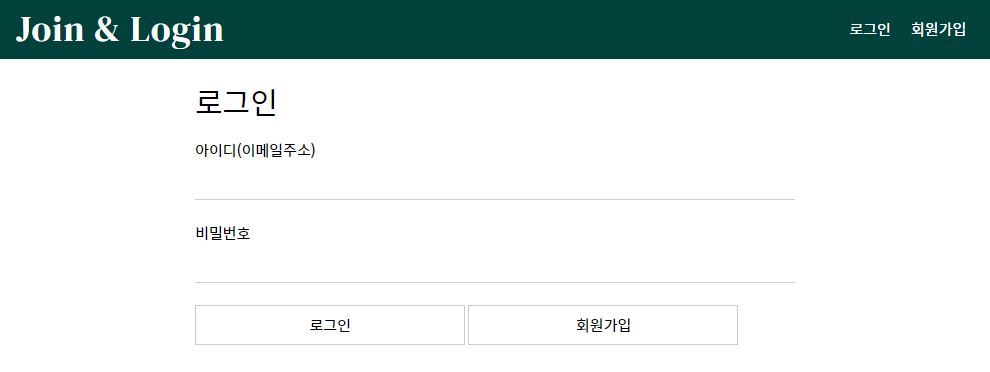 Join & Login 로그인 회원가입
로그인
아이디(이메일주소)
비밀번호
로그인 회원가입